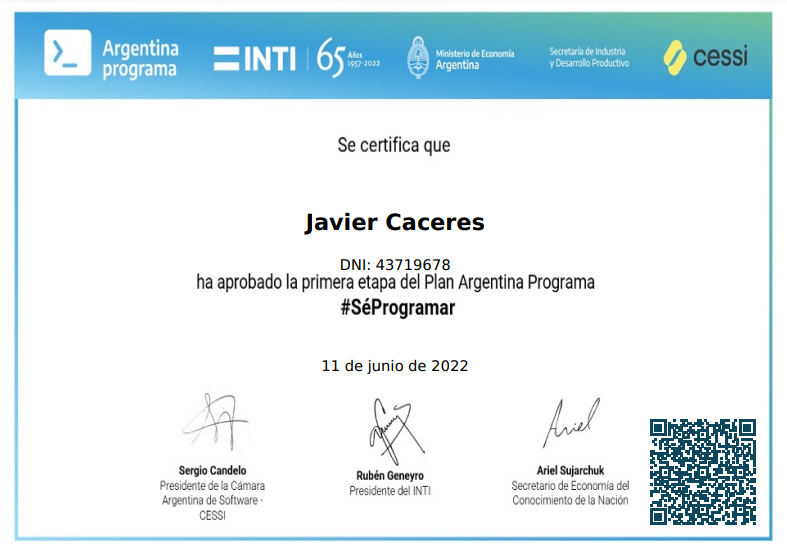 Argentina
programa
INTI
65 Años
1957-2022
Ministerio de Economía
Argentina
Secretaría de Industria
y Desarrollo Productivo
cessi
Se certifica que
Javier Caceres
DNI: 43719678
ha aprobado la primera etapa del Plan Argentina Programa
#SéProgramar
11 de junio de 2022
Ariel
Sergio Candelo
Presidente de la Cámara
Argentina de Software -
CESSI
Rubén Geneyro
Presidente del INTI
Ariel Sujarchuk
Secretario de Economía del
Conocimiento de la Nación